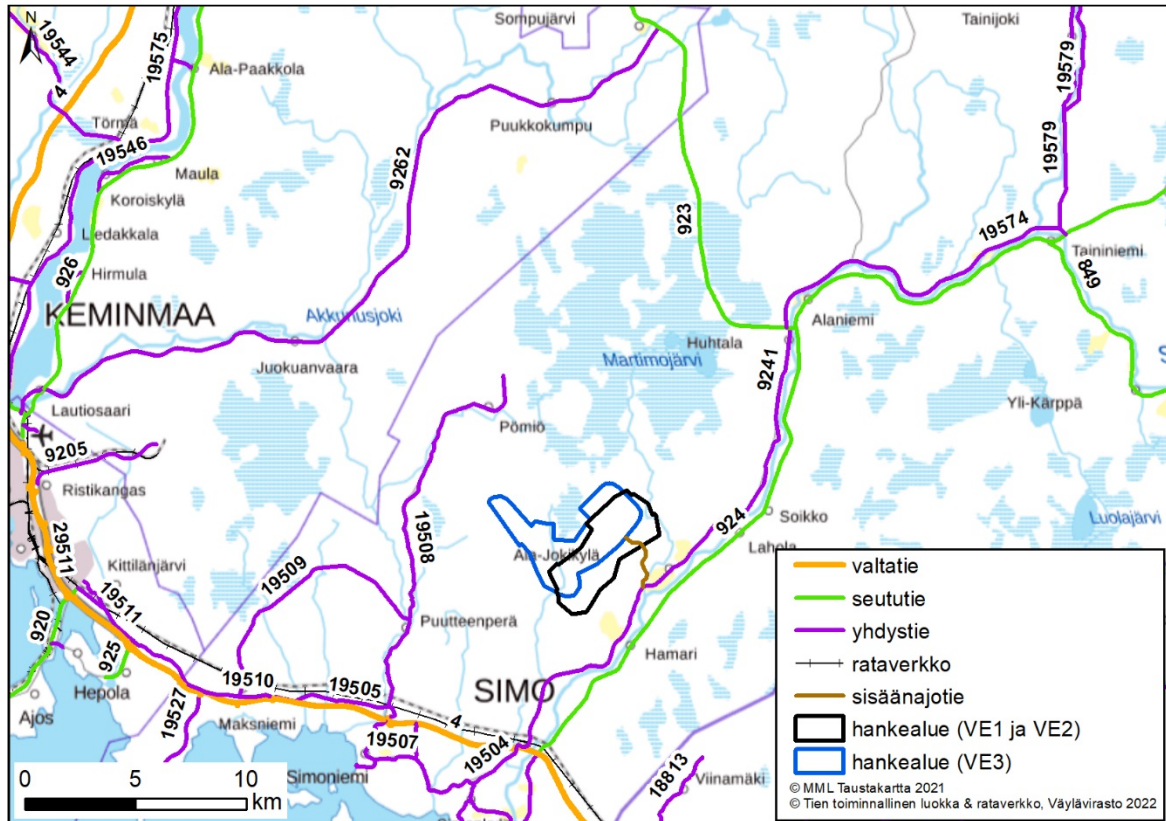 N
19544
4
19575
Sompujärvi
Tainijoki
19579
Ala-Paakkola
Puukkokumpu
Törmä
19546
Maula
9262
19579
Koroiskylä
923
19574
Liedakkala
Taininiemi
926
Hirmula
849
KEMINMAA
Akkunusjoki
Alaniemi
Juokuanvaara
Martimojärvi
Huhtala
9241
Yli-Kärppä
Lautiosaari
Pömiö
9205
Ristikangas
924
Soikko
Luolajärvi
29511
19508
Ala-Jokikylä
Lahola
Kittilänjärvi
19509
19511
920
925
Puutteenperä
Hamari
Hepola
19510
19505
SIMO
Ajos
19527
Maksniemi
4
19507
19504
Simoniemi
18813
Viinamäki
0 5 10
km
valtatie
seututie
yhdystie
rataverkko
sisäänajotie
hankealue (VE1 ja VE2)
hankealue (VE3)
© MML Taustakartta 2021
© Tien toiminnallinen luokka & rataverkko, Väylävirasto 2022